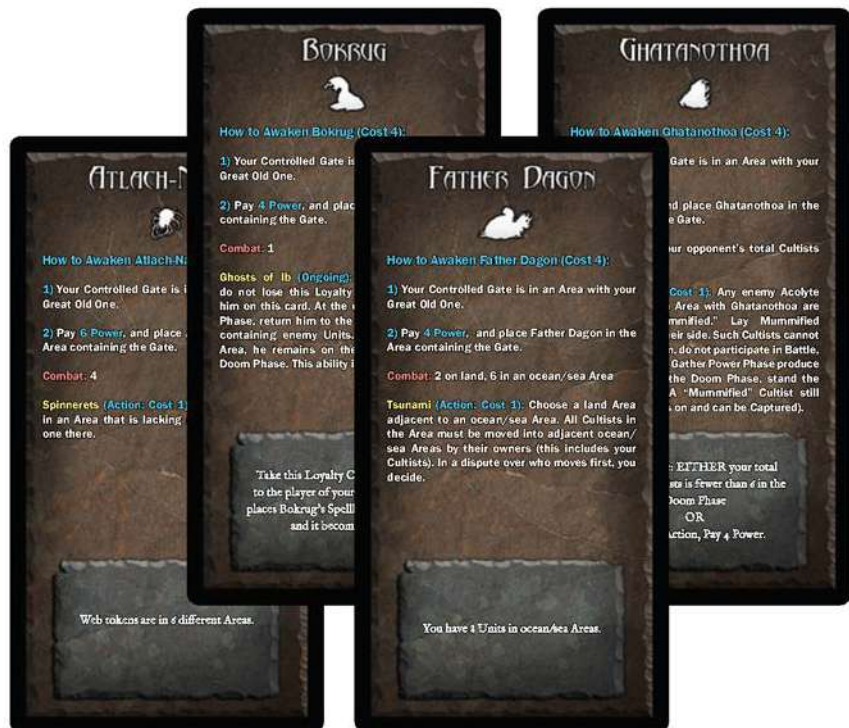 BOKRUG
How to Awaken Bokrug (Cost 4):
1) Your Controlled Gate is
Great Old One.
2) Pay 4 Power, and plac
containing the Gate.
Combat: 1
Ghosts of Ib (Ongoing):
do not lose this Loyalty
him on this card. At the
Phase, return him to the
containing enemy Units.
Area, he remains on the
Doom Phase. This ability i
Take this Loyalty C
to the player of your
places Bokrug's Spell
and it becom
GHATANOTHOA
How to Awaken Ghatanothoa (Cost 4):
Gate is in an Area with your
nd place Ghatanothoa in the
e Gate.
ur opponent's total Cultists
Cost 1): Any enemy Acolyte
Area with Ghatanothoa are
mmified." Lay Mummified
eir side. Such Cultists cannot
n, do not participate in Battle,
Gather Power Phase produce
the Doom Phase, stand the
A "Mummified" Cultist still
s on and can be Captured).
: EITHER your total
sts is fewer than 6 in the
Doom Phase
OR
ction, Pay 4 Power.
ATLACH-N
How to Awaken Atlach-Na
1) Your Controlled Gate is i
Great Old One.
2) Pay 6 Power, and place
Area containing the Gate.
Combat: 4
Spinnerets (Action: Cost 1)
in an Area that is lacking
one there.
Web tokens are in 6 different Areas.
FATHER DAGON
How to Awaken Father Dagon (Cost 4):
1) Your Controlled Gate is in an Area with your
Great Old One.
2) Pay 4 Power, and place Father Dagon in the
Area containing the Gate.
Combat: 2 on land, 6 in an ocean/sea Area
Tsunami (Action: Cost 1): Choose a land Area
adjacent to an ocean/sea Area. All Cultists in
the Area must be moved into adjacent ocean/
sea Areas by their owners (this includes your
Cultists). In a dispute over who moves first, you
decide.
You have 8 Units in ocean/sea Areas.